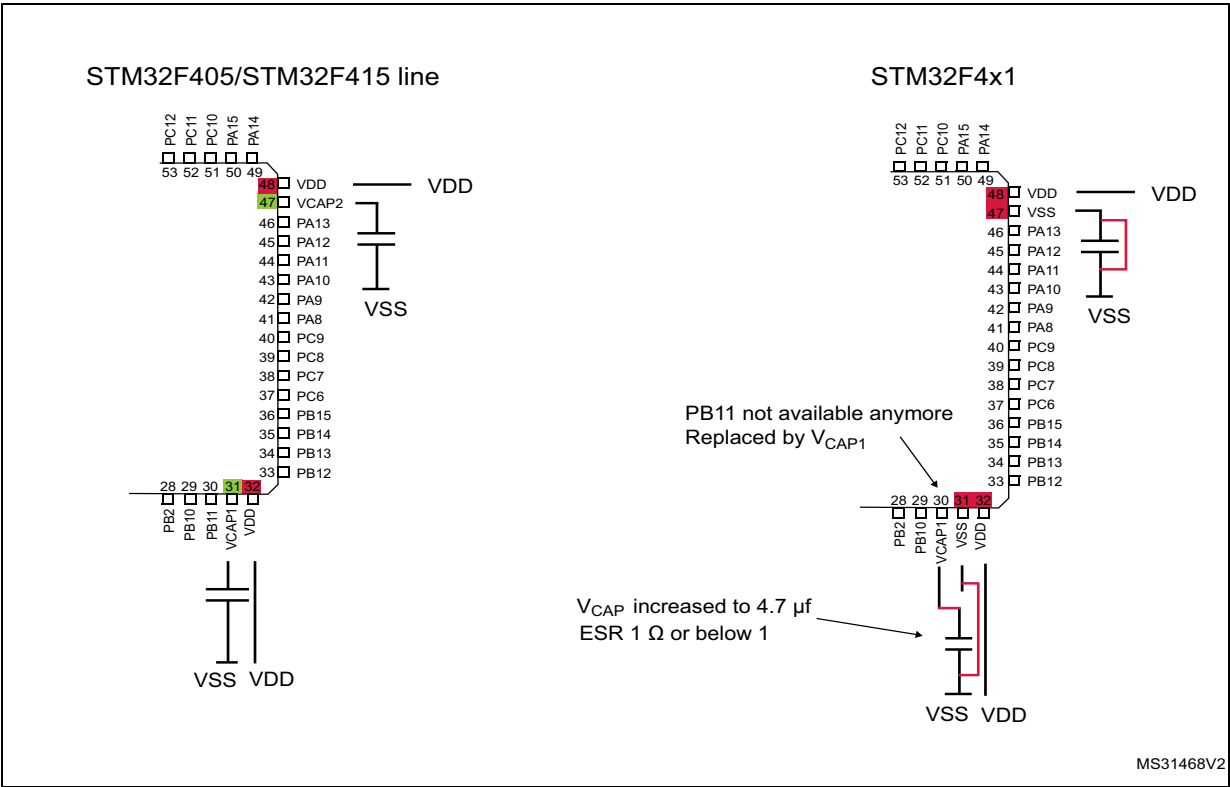 STM32F405/STM32F415 line
PC12
PC11
PC10
PA15
PA14
53 52 51 50 49
48 VDD
VDD
47 VCAP2
46 PA13
45 PA12
44 PA11
43 PA10
42 PA9
VSS
41 PA8
40 PC9
39 PC8
38 PC7
37 PC6
36 PB15
35 PB14
34 PB13
33 PB12
28 29 30 31 32
PB2
PB10
PB11
VCAP1
VDD
VSS VDD
STM32F4x1
PC12
PC11
PC10
PA15
PA14
53 52 51 50 49
48 VDD
VDD
47 VSS
46 PA13
45 PA12
44 PA11
43 PA10
42 PA9
VSS
41 PA8
40 PC9
39 PC8
38 PC7
37 PC6
36 PB15
35 PB14
34 PB13
33 PB12
PB11 not available anymore
Replaced by VCAP1
28 29 30 31 32
PB2
PB10
VCAP1
VSS
VDD
VCAP increased to 4.7 µf
ESR 1 Ω or below 1
VSS VDD
MS31468V2